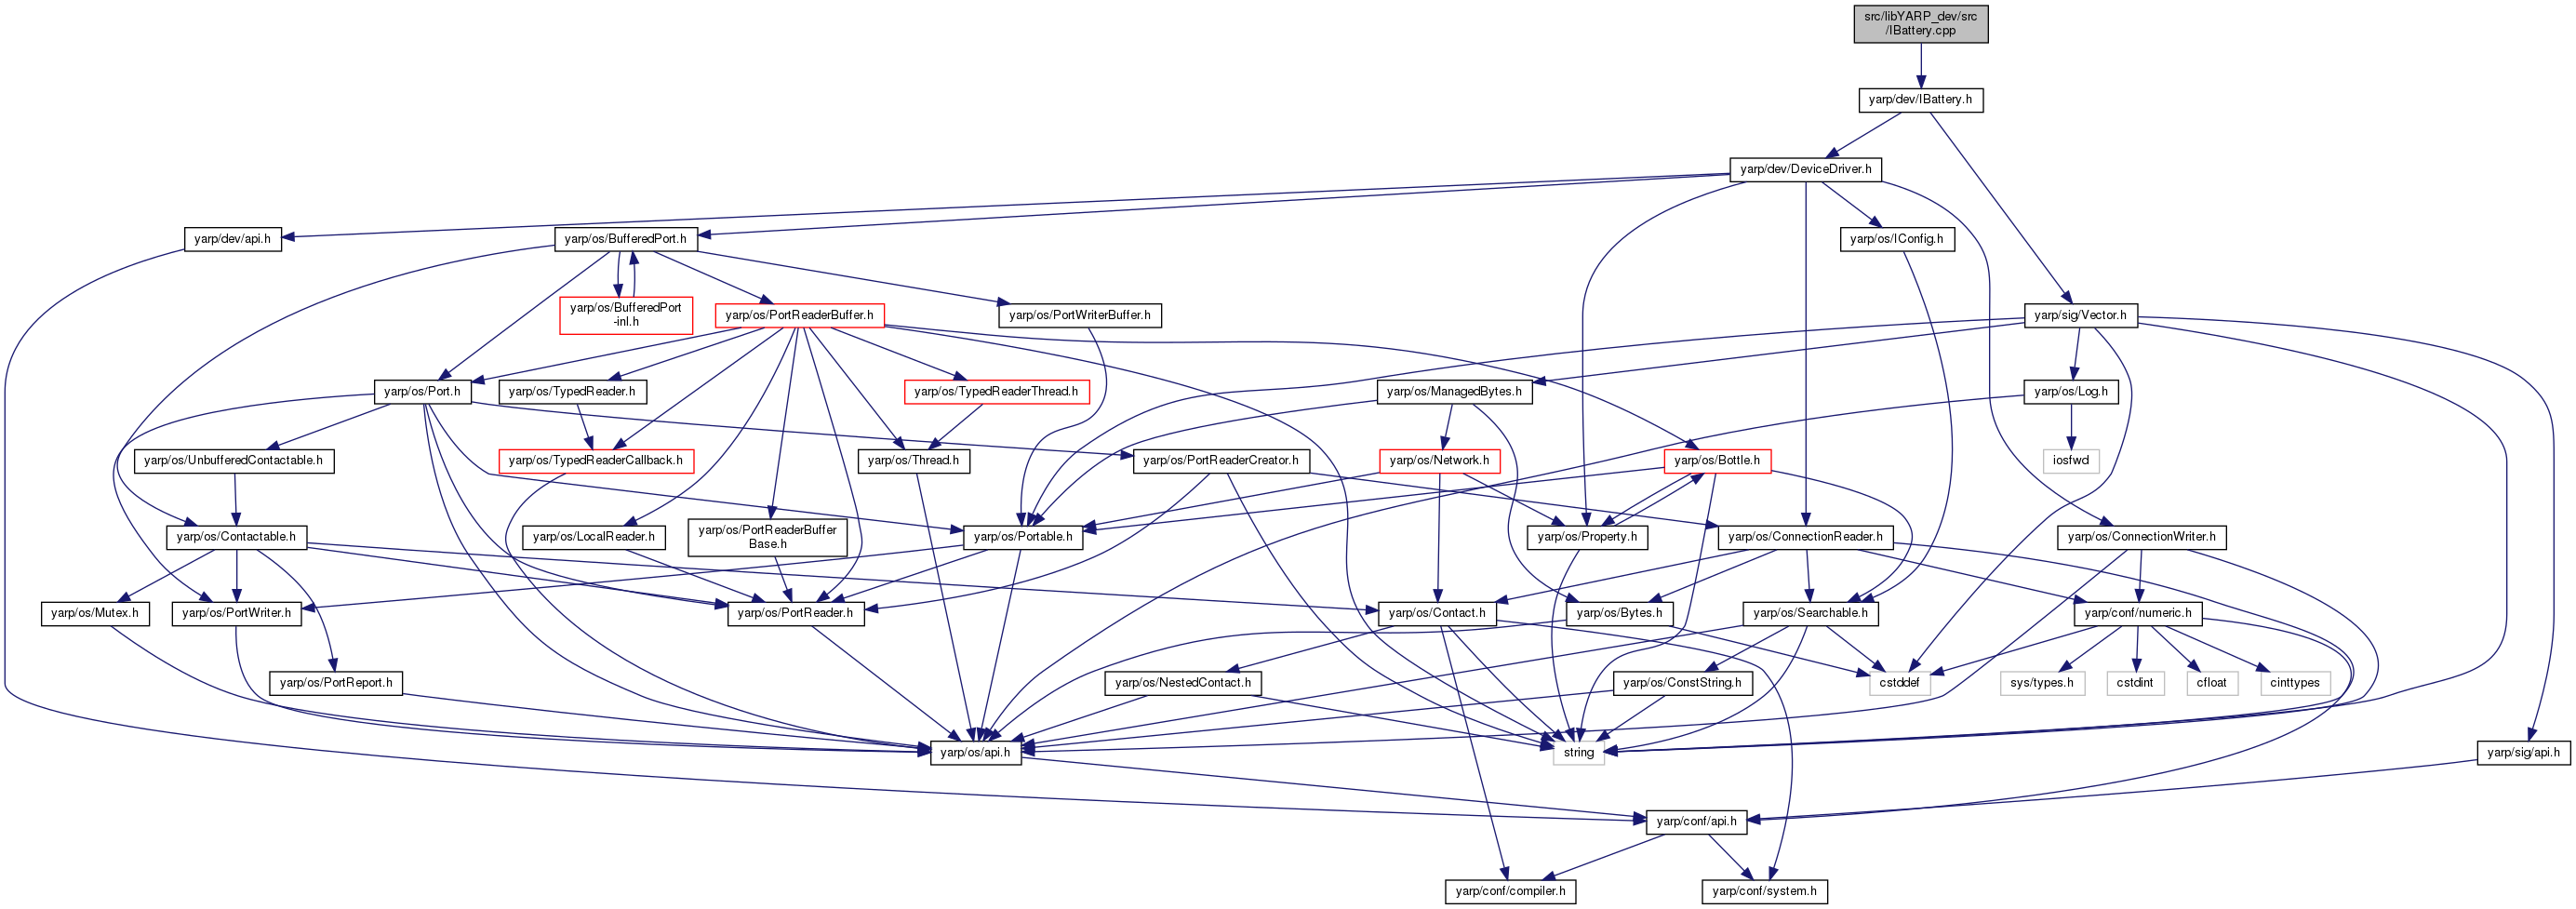 src/libYARP_dev/src
/IBattery.cpp
yarp/dev/IBattery.h
yarp/dev/DeviceDriver.h
yarp/dev/api.h
yarp/os/BufferedPort.h
yarp/os/IConfig.h
yarp/os/BufferedPort
-inl.h
yarp/os/PortReaderBuffer.h
yarp/os/PortWriterBuffer.h
yarp/sig/Vector.h
yarp/os/Port.h
yarp/os/TypedReader.h
yarp/os/TypedReaderThread.h
yarp/os/ManagedBytes.h
yarp/os/Log.h
yarp/os/UnbufferedContactable.h
yarp/os/TypedReaderCallback.h
yarp/os/Thread.h
yarp/os/PortReaderCreator.h
yarp/os/Network.h
yarp/os/Bottle.h
iosfwd
yarp/os/Contactable.h
yarp/os/LocalReader.h
yarp/os/PortReaderBuffer
Base.h
yarp/os/Portable.h
yarp/os/Property.h
yarp/os/ConnectionReader.h
yarp/os/ConnectionWriter.h
yarp/os/Mutex.h
yarp/os/PortWriter.h
yarp/os/PortReader.h
yarp/os/Contact.h
yarp/os/Bytes.h
yarp/os/Searchable.h
yarp/conf/numeric.h
yarp/os/PortReport.h
yarp/os/NestedContact.h
yarp/os/ConstString.h
cstddef
sys/types.h
cstdint
cfloat
cinttypes
yarp/os/api.h
string
yarp/sig/api.h
yarp/conf/api.h
yarp/conf/compiler.h
yarp/conf/system.h